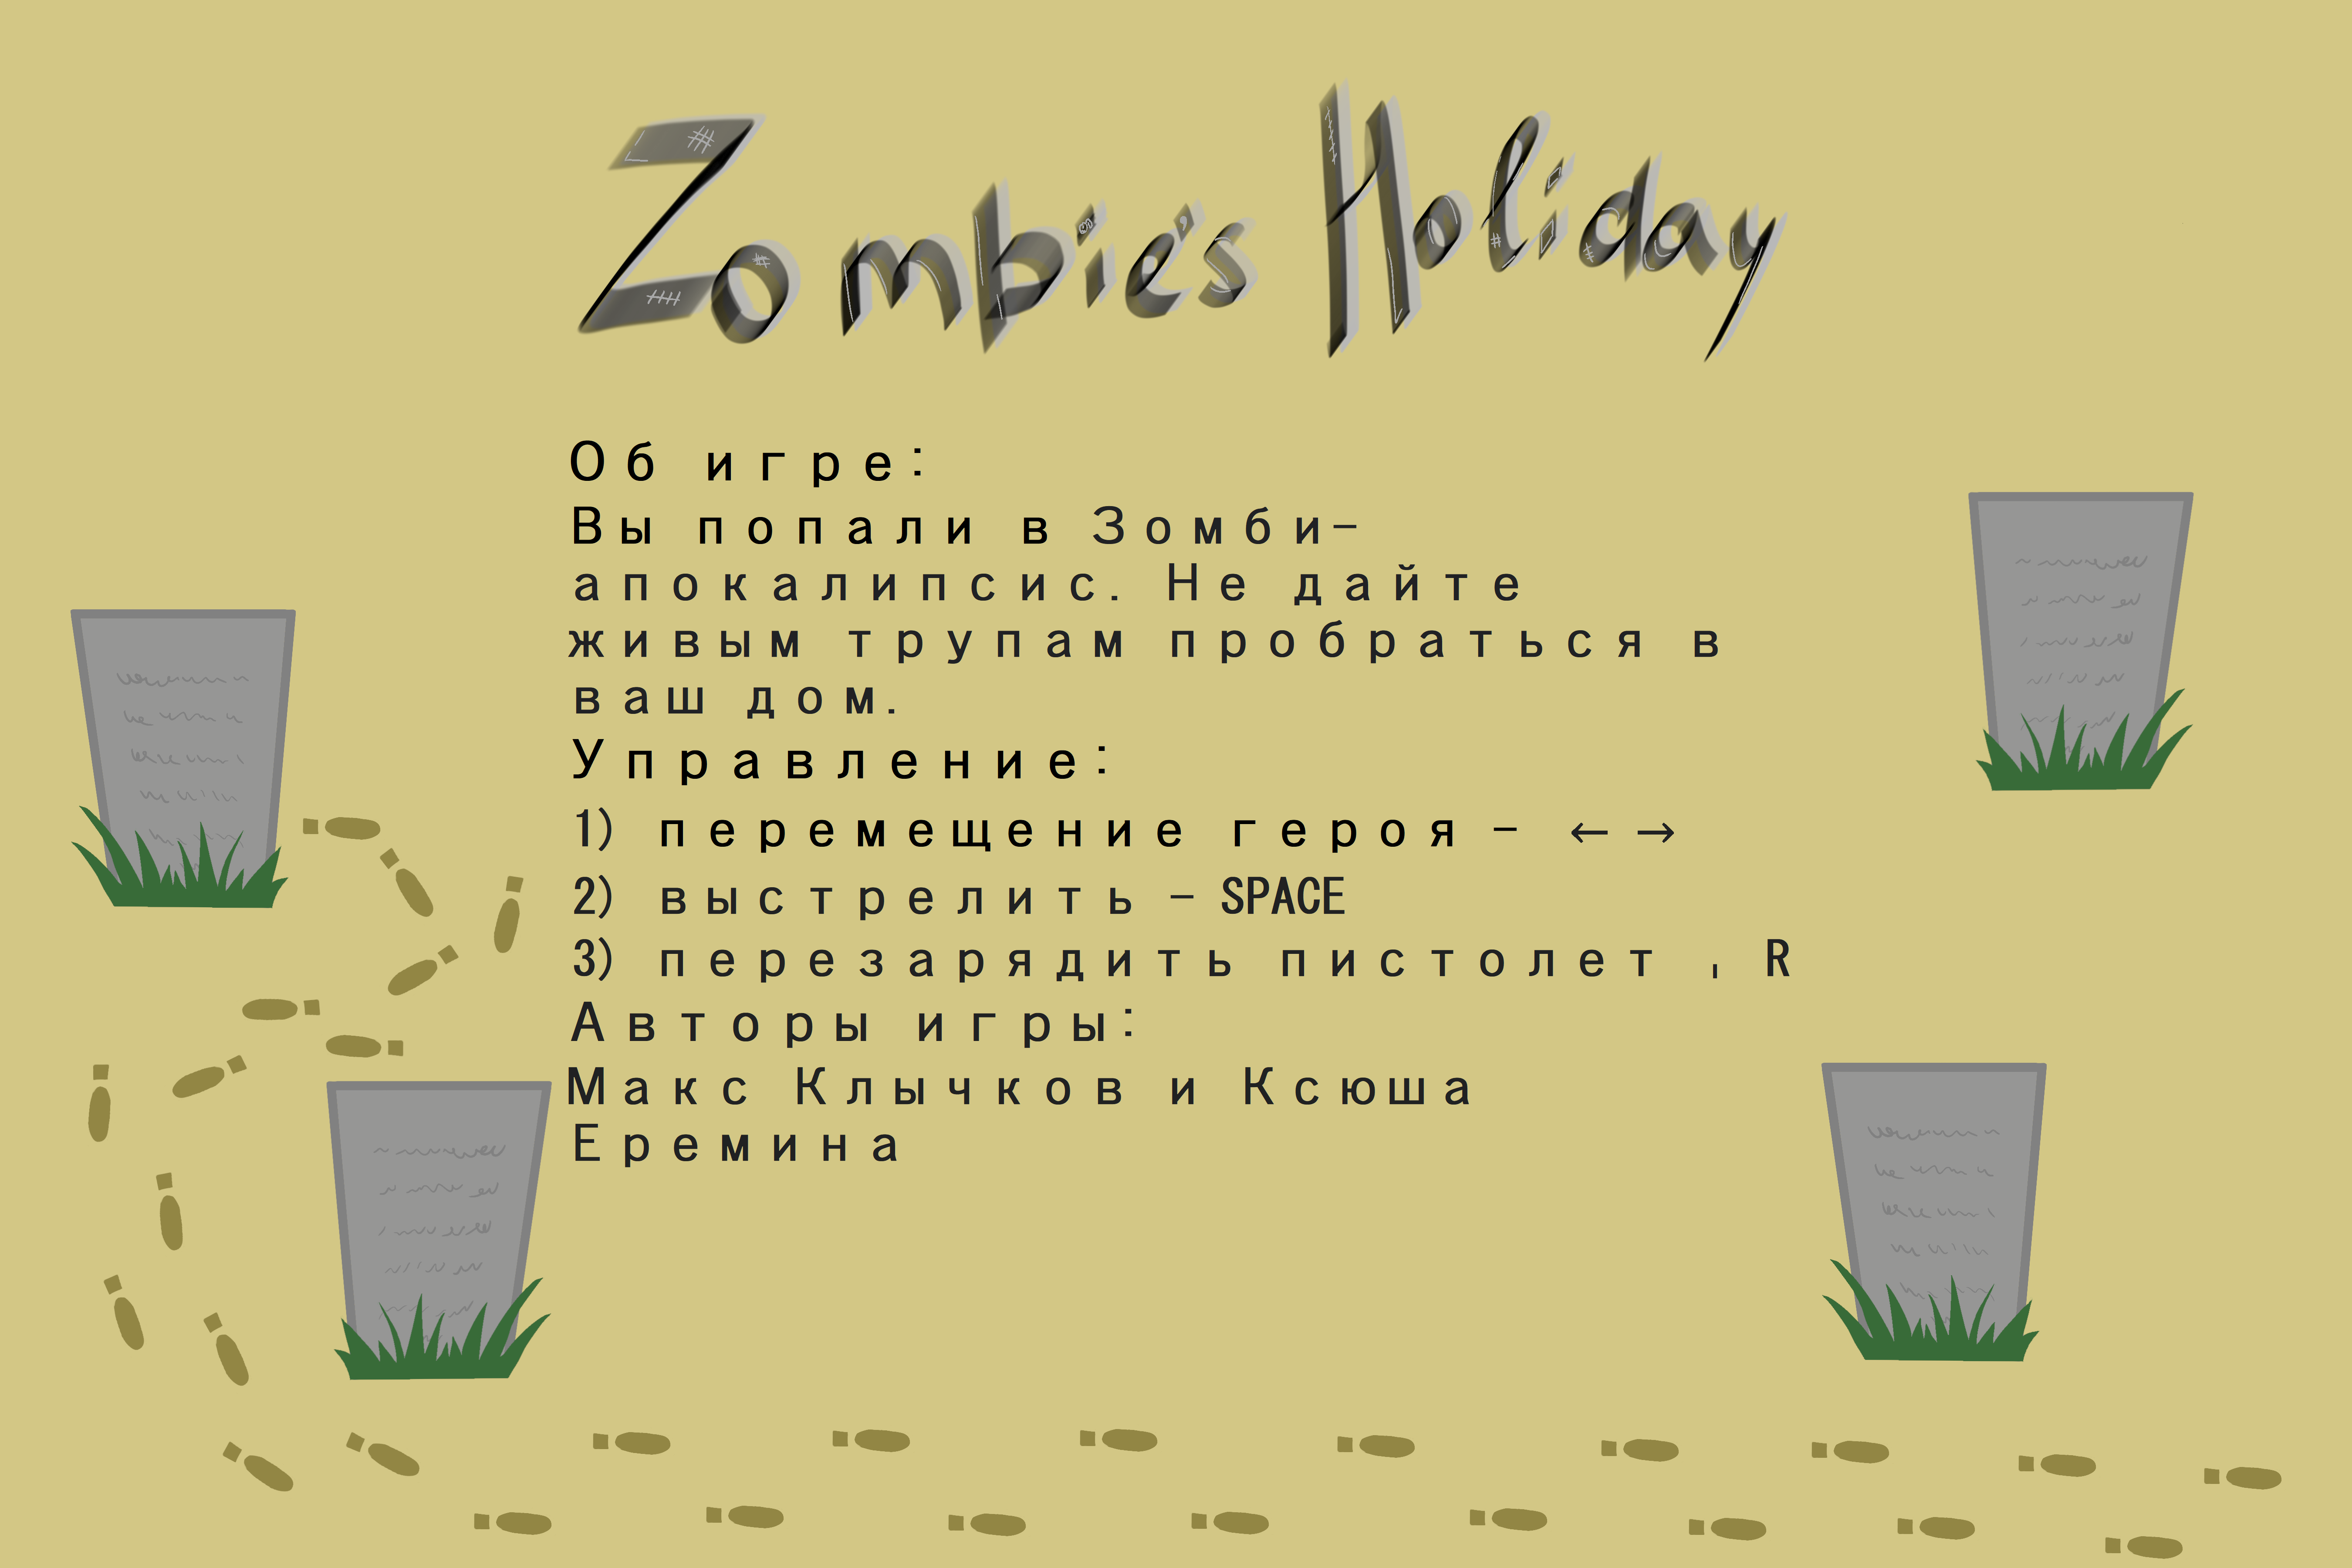 Zombie's Holiday
Об игре:
Вы попали в Зомби-
апокалипсис. Не дайте
живым трупам пробраться в
ваш дом.
Управление:
1) перемещение героя - ← →
2) выстрелить - SPACE
3) перезарядить пистолет , R
Авторы игры:
Макс Клычков и Ксюша
Еремина